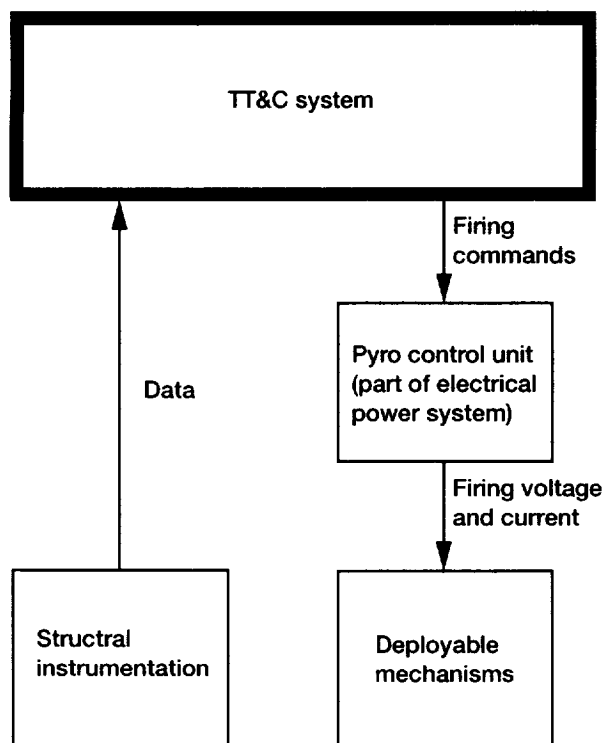 TT&C system
Firing
commands
Pyro control unit
(part of electrical
power system)
Data
Firing voltage
and current
Structral
instrumentation
Deployable
mechanisms